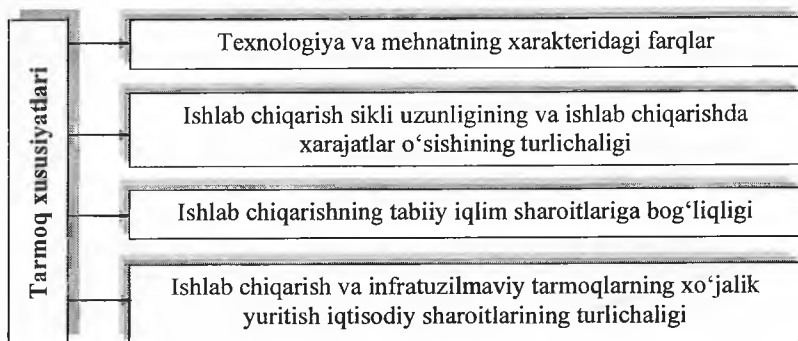 Tarmoq xususiyatlari
Texnologiya va mehnatning xarakteridagi farqlar
Ishlab chiqarish sikli uzunligining va ishlab chiqarishda
xarajatlar o‘sishining turlichaligi
Ishlab chiqarishning tabiiy iqlim sharoitlariga bog‘liqligi
Ishlab chiqarish va infratuzilmaviy tarmoqlarning xo‘jalik
yuritish iqtisodiy sharoitlarining turlichaligi